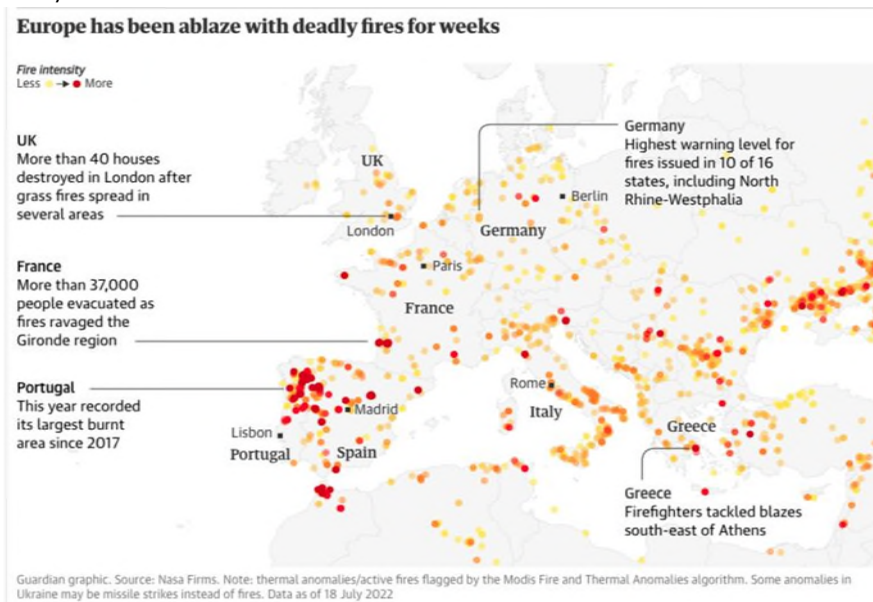 Europe has been ablaze with deadly fires for weeks
Fire intensity
Less → More
UK
More than 40 houses
destroyed in London after
grass fires spread in
several areas
France
More than 37,000
people evacuated as
fires ravaged the
Gironde region
Portugal
This year recorded
its largest burnt
area since 2017
Germany
Highest warning level for
fires issued in 10 of 16
states, including North
Rhine-Westphalia
UK
London
Berlin
Germany
Paris
France
Rome
Italy
Madrid
Lisbon
Portugal
Spain
Greece
Greece
Firefighters tackled blazes
south-east of Athens
Guardian graphic. Source: Nasa Firms. Note: thermal anomalies/active fires flagged by the Modis Fire and Thermal Anomalies algorithm. Some anomalies in
Ukraine may be missile strikes instead of fires. Data as of 18 July 2022